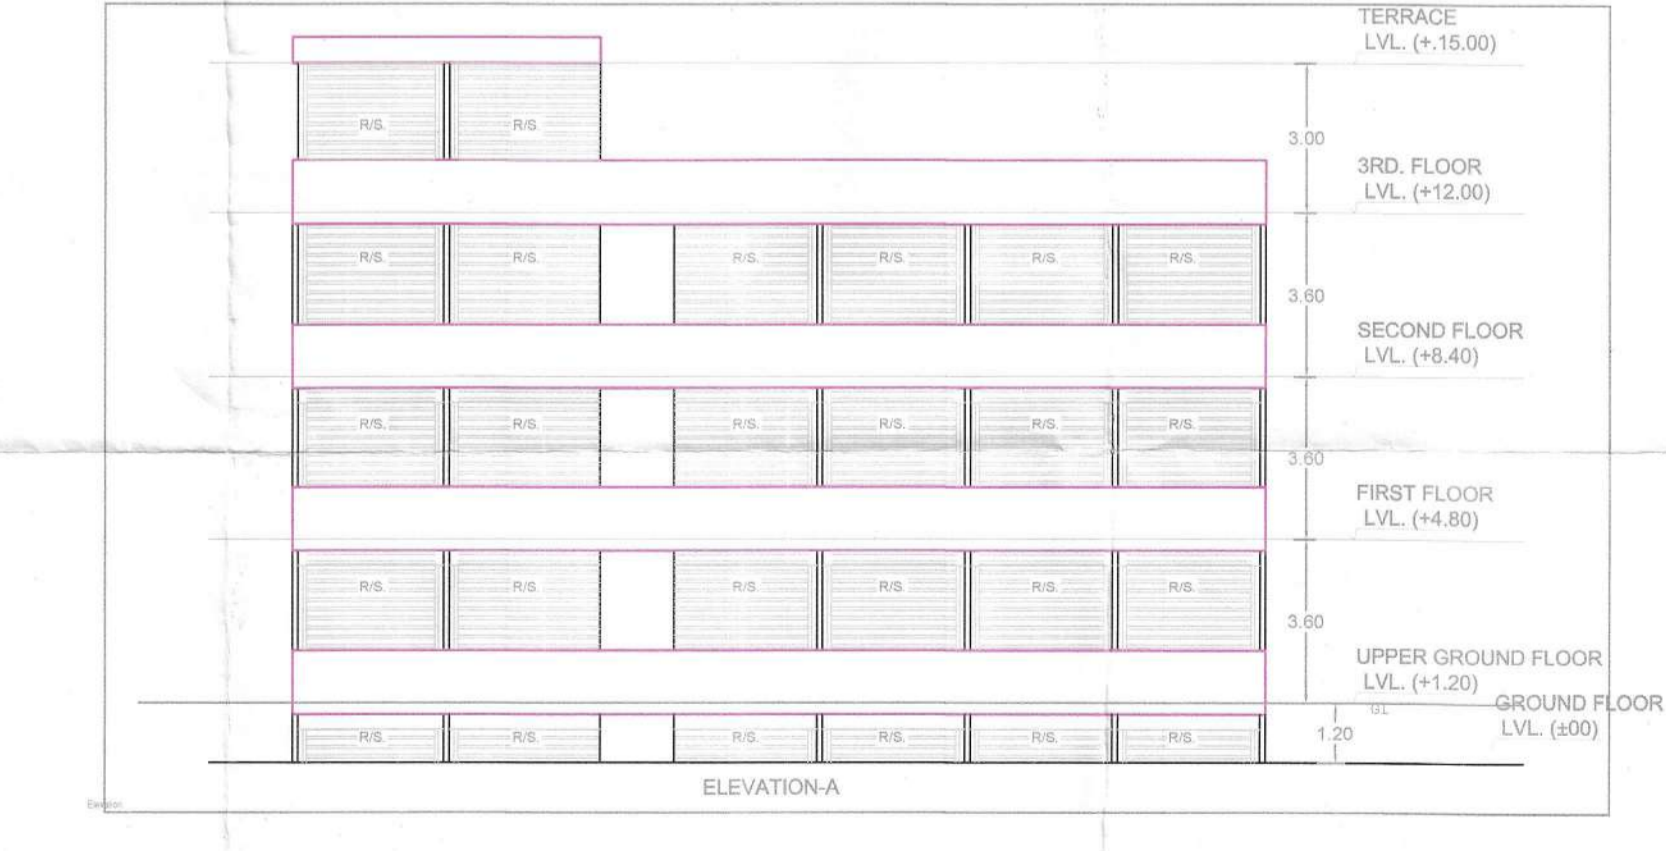 TERRACE
LVL. (+.15.00)
R/S. R/S.
3.00
3RD. FLOOR
LVL. (+12.00)
R/S. R/S. R/S. R/S. R/S. R/S.
3.60
SECOND FLOOR
LVL. (+8.40)
R/S. R/S. R/S. R/S. R/S. R/S.
3.60
FIRST FLOOR
LVL. (+4.80)
R/S. R/S. R/S. R/S. R/S. R/S.
3.60
UPPER GROUND FLOOR
LVL. (+1.20)
GL
GROUND FLOOR
LVL. (±00)
R/S. R/S. R/S. R/S. R/S. R/S.
1.20
ELEVATION-A